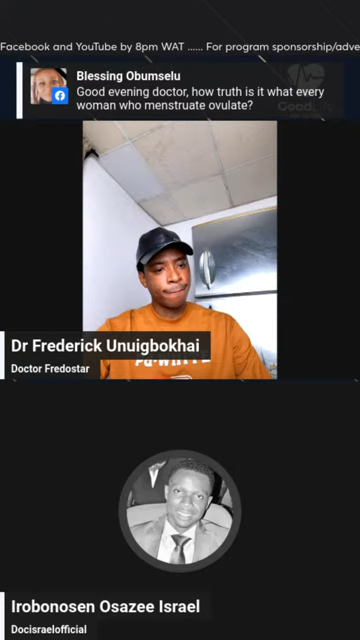 Facebook and YouTube by 8pm WAT ...... For program sponsorship/adve
Blessing Obumselu
Good evening doctor, how truth is it what every
woman who menstruate ovulate?
Good
Dr Frederick Unuigbokhai
Doctor Fredostar
Irobonosen Osazee Israel
Docisraelofficial